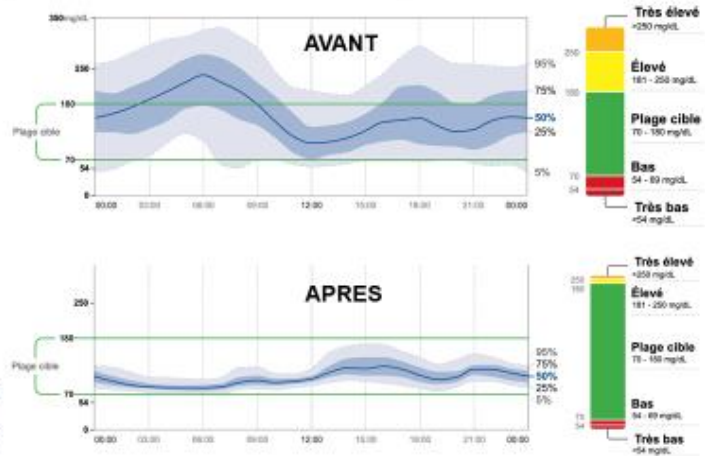 AVANT
350 mg/dL
250
180
Plage cible
70
54
0
00:00 03:00 06:00 09:00 12:00 15:00 18:00 21:00 00:00
95%
75%
50%
25%
5%
250
180
70
54
Très élevé
>250 mg/dL
Élevé
181 - 250 mg/dL
Plage cible
70 - 180 mg/dL
Bas
54 - 69 mg/dL
Très bas
<54 mg/dL
APRES
250
180
Plage cible
70
54
0
00:00 03:00 06:00 09:00 12:00 15:00 18:00 21:00 00:00
95%
75%
50%
25%
5%
250
180
70
54
Très élevé
>250 mg/dL
Élevé
181 - 250 mg/dL
Plage cible
70 - 180 mg/dL
Bas
54 - 69 mg/dL
Très bas
<54 mg/dL